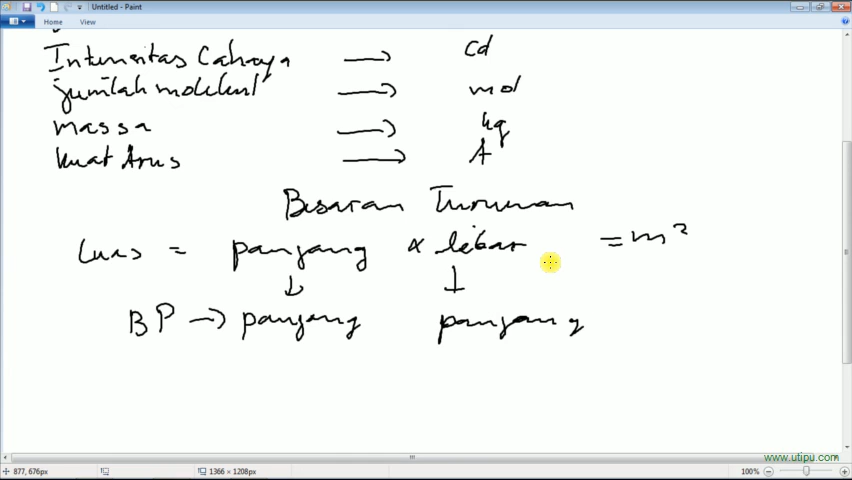 Untitled - Paint
Home View
Intensitas Cahaya → cd
jumlah molekul → mol
massa → kg
kuat Arus → A
Besaran Turunan
Luas = panjang x lebar = m²
↓ ↓
BP → panjang panjang
www.utipu.com
877, 676px 1366 × 1208px 100%